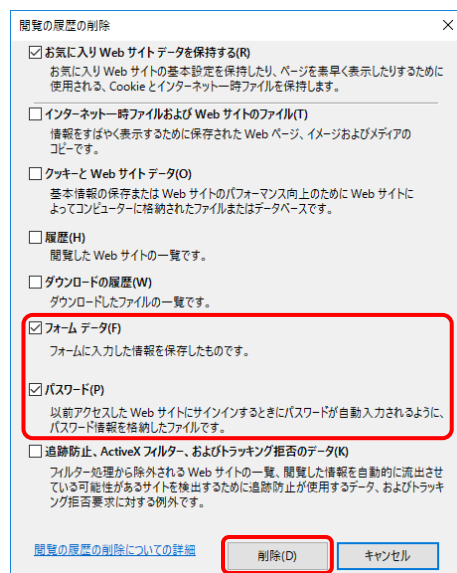 閲覧の履歴の削除
お気に入り Web サイト データを保持する(R)
お気に入り Web サイトの基本設定を保持したり、ページを素早く表示したりするために
使用される、Cookie とインターネット一時ファイルを保持します。
インターネット一時ファイルおよび Web サイトのファイル(T)
情報をすばやく表示するために保存された Web ページ、イメージおよびメディアの
コピーです。
クッキーと Web サイト データ(O)
基本情報の保存または Web サイトのパフォーマンス向上のために Web サイトに
よってコンピューターに格納されたファイルまたはデータベースです。
履歴(H)
閲覧した Web サイトの一覧です。
ダウンロードの履歴(W)
ダウンロードしたファイルの一覧です。
フォーム データ(F)
フォームに入力した情報を保存したものです。
パスワード(P)
以前アクセスした Web サイトにサインインするときにパスワードが自動入力されるように、
パスワード情報を格納したファイルです。
追跡防止、ActiveX フィルター、およびトラッキング拒否のデータ(K)
フィルター処理から除外される Web サイトの一覧、閲覧した情報を自動的に流出させ
ている可能性があるサイトを検出するために追跡防止が使用するデータ、およびトラッキ
ング拒否要求に対する例外です。
閲覧の履歴の削除についての詳細
削除(D)
キャンセル